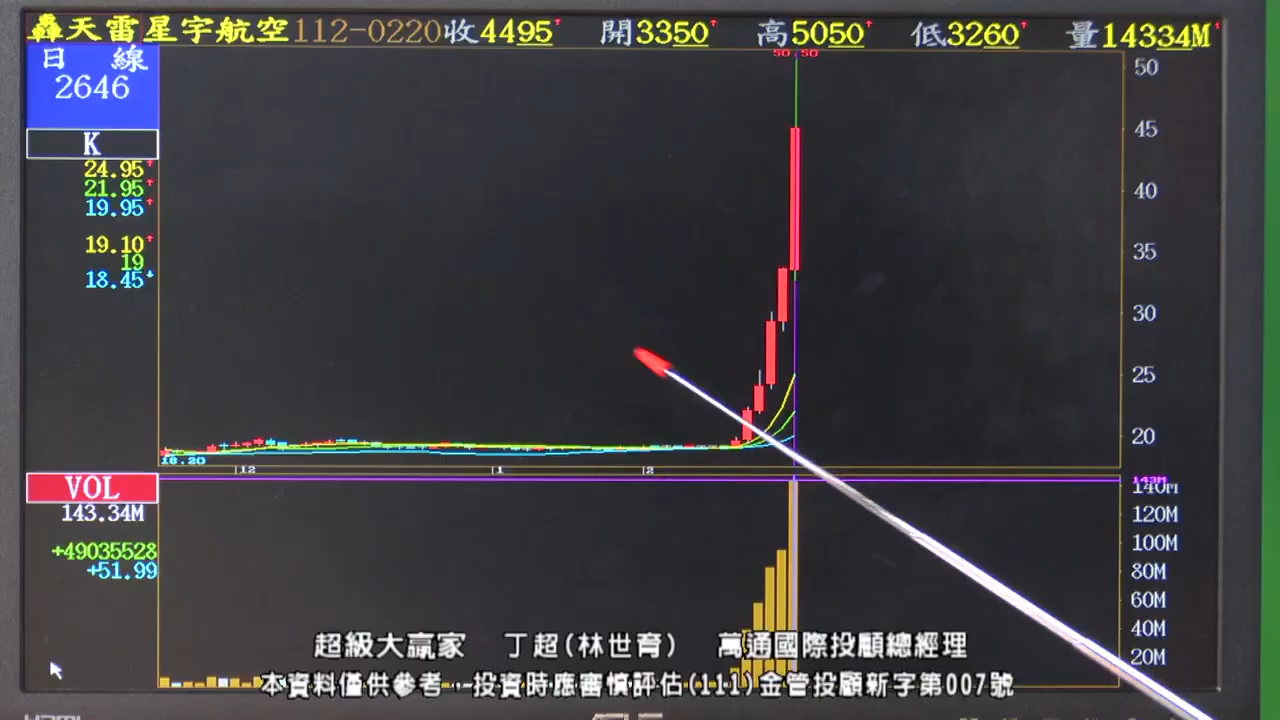 轟天雷星宇航空112-0220收4495↑ 開3350↑ 高5050↑ 低3260↑ 量14334M↑
日 線
2646
K
24.95↑
21.95↑
19.95↑
19.10↑
19
18.45↓
50.50
50
45
40
35
30
25
20
18.20
12 1 2
VOL
143.34M
+49035528
+51.99
143M
140M
120M
100M
80M
60M
40M
20M
超級大贏家 丁超(林世育) 萬通國際投顧總經理
本資料僅供參考,投資時應審慎評估(111)金管投顧新字第007號